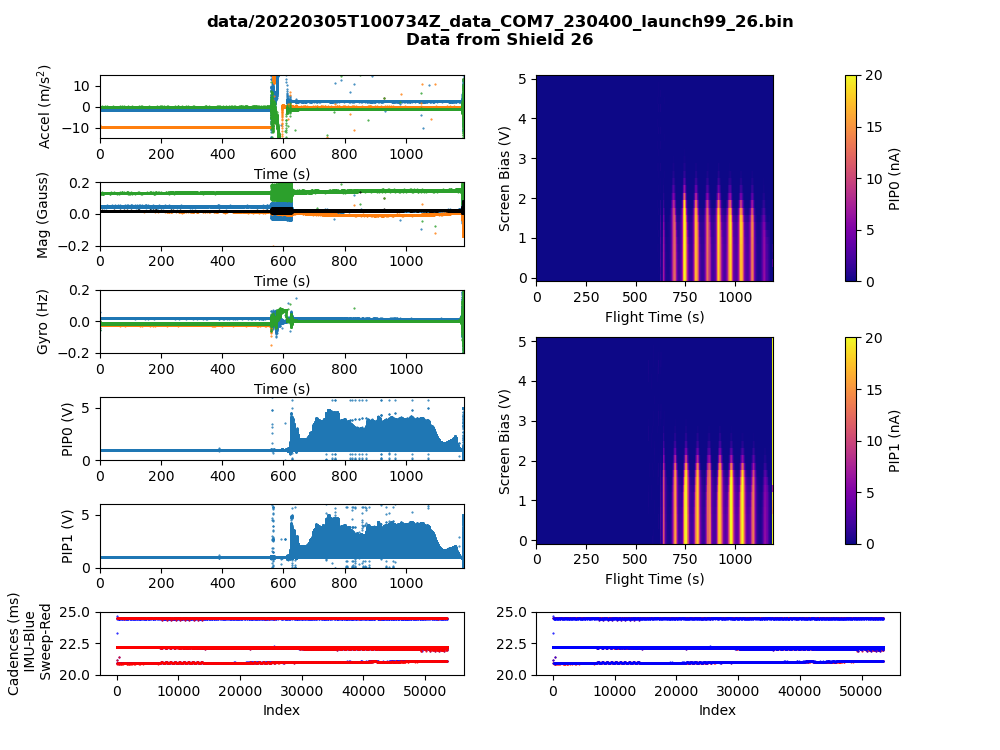 data/20220305T100734Z_data_COM7_230400_launch99_26.bin
Data from Shield 26
Accel (m/s²)
10
0
−10
0 200 400 600 800 1000
Time (s)
Mag (Gauss)
0.2
0.0
−0.2
0 200 400 600 800 1000
Time (s)
Gyro (Hz)
0.2
0.0
−0.2
0 200 400 600 800 1000
Time (s)
PIP0 (V)
5
0
0 200 400 600 800 1000
PIP1 (V)
5
0
0 200 400 600 800 1000
Cadences (ms)
IMU-Blue
Sweep-Red
25.0
22.5
20.0
0 10000 20000 30000 40000 50000
Index
Screen Bias (V)
5
4
3
2
1
0
0 250 500 750 1000
Flight Time (s)
20
15
10
5
0
PIP0 (nA)
Screen Bias (V)
5
4
3
2
1
0
0 250 500 750 1000
Flight Time (s)
20
15
10
5
0
PIP1 (nA)
25.0
22.5
20.0
0 10000 20000 30000 40000 50000
Index